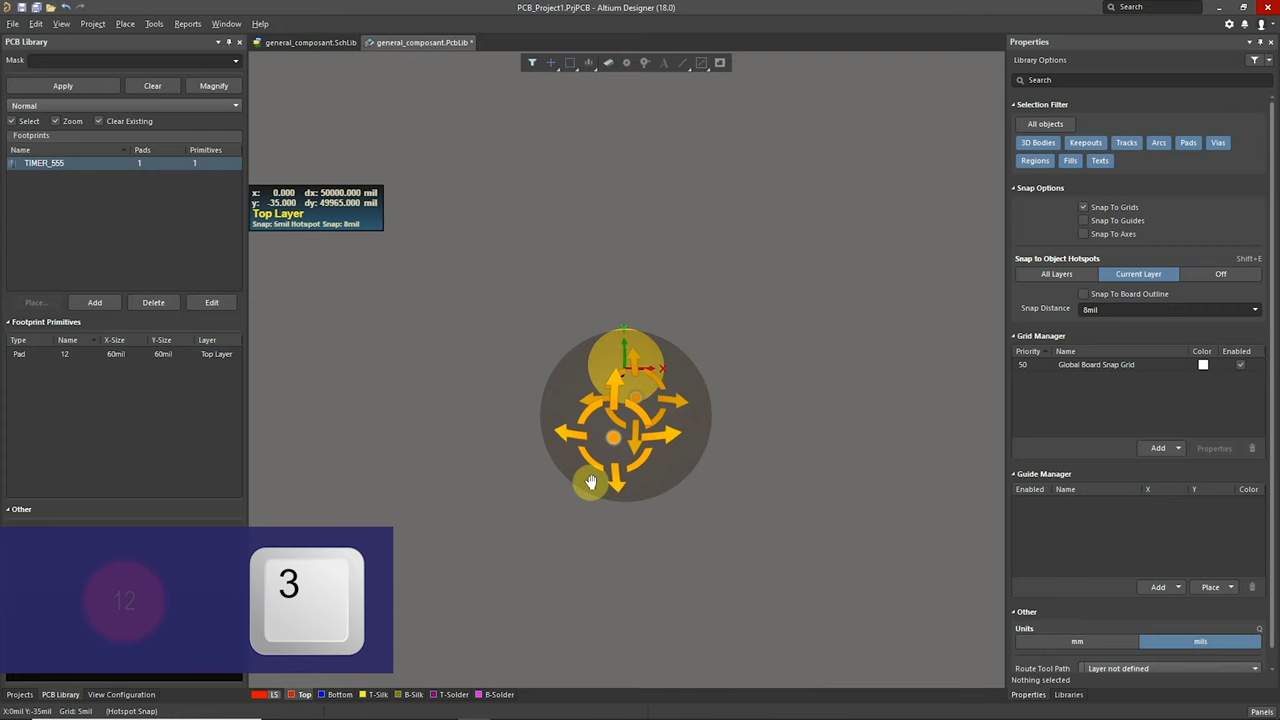 PCB_Project1.PrjPCB - Altium Designer (18.0)
Search
File Edit View Project Place Tools Reports Window Help
PCB Library
general_composant.SchLib
general_composant.PcbLib *
Properties
Mask
Library Options
Apply
Clear
Magnify
Search
Normal
Selection Filter
Select
Zoom
Clear Existing
All objects
Footprints
3D Bodies Keepouts Tracks Arcs Pads Vias
Name Pads Primitives
TIMER_555 1 1
Regions Fills Texts
Snap Options
x: 0.000 dx: 50000.000 mil
y: -35.000 dy: 49965.000 mil
Top Layer
Snap: 5mil Hotspot Snap: 8mil
Snap To Grids
Snap To Guides
Snap To Axes
Snap to Object Hotspots Shift+E
All Layers Current Layer Off
Snap To Board Outline
Snap Distance 8mil
Place... Add Delete Edit
Footprint Primitives
Type Name X-Size Y-Size Layer
Pad 12 60mil 60mil Top Layer
Grid Manager
Priority Name Color Enabled
50 Global Board Snap Grid
Add Properties
Guide Manager
Enabled Name X Y Color
Other
12
3
Add Place
Other
Units
mm mils
Route Tool Path Layer not defined
Nothing selected
Projects PCB Library View Configuration
LS Top Bottom T-Silk B-Silk T-Solder B-Solder
Properties Libraries
X:0mil Y:-35mil Grid: 5mil (Hotspot Snap)
Panels